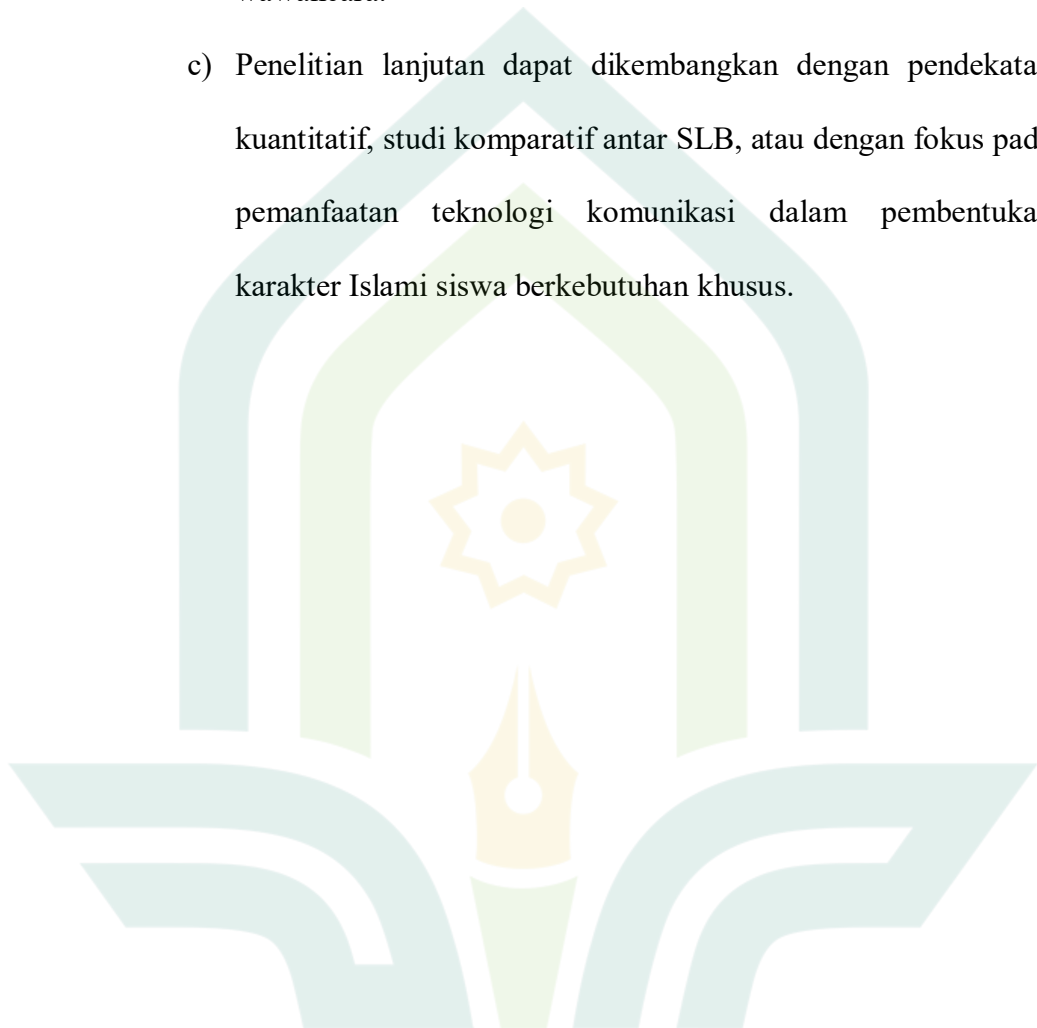 c) Penelitian lanjutan dapat dikembangkan dengan pendekata
kuantitatif, studi komparatif antar SLB, atau dengan fokus pad
pemanfaatan teknologi komunikasi dalam pembentuka
karakter Islami siswa berkebutuhan khusus.